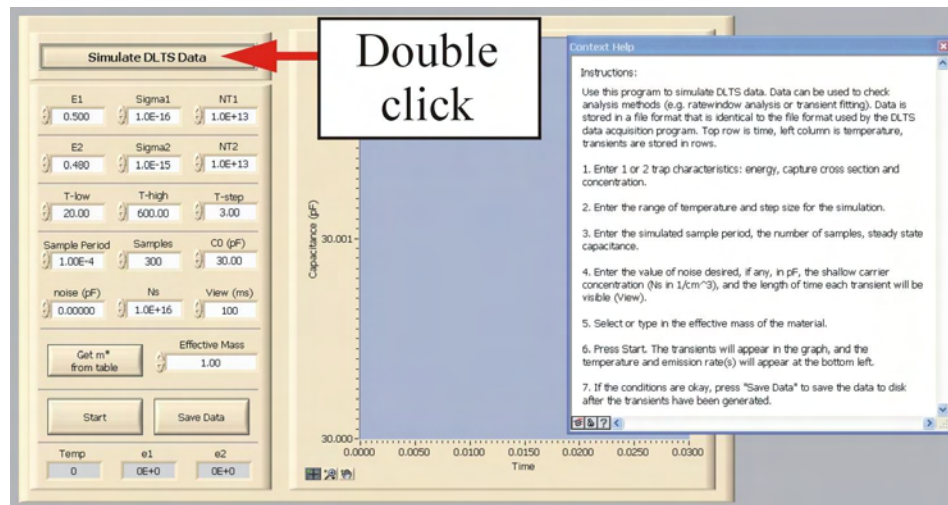 Simulate DLTS Data
Double
click
E1 Sigma1 NT1
0.500 1.0E-16 1.0E+13
E2 Sigma2 NT2
0.480 1.0E-15 1.0E+13
T-low T-high T-step
20.00 600.00 3.00
Sample Period Samples C0 (pF)
1.00E-4 300 30.00
noise (pF) Ns View (ms)
0.00000 1.0E+16 100
Get m*
from table
Effective Mass
1.00
Start Save Data
Temp e1 e2
0 0E+0 0E+0
Capacitance (pF)
30.001
30.000
0.0000 0.0050 0.0100 0.0150 0.0200 0.0250 0.0300
Time
Context Help
Instructions:
Use this program to simulate DLTS data. Data can be used to check
analysis methods (e.g. ratewindow analysis or transient fitting). Data is
stored in a file format that is identical to the file format used by the DLTS
data acquisition program. Top row is time, left column is temperature,
transients are stored in rows.
1. Enter 1 or 2 trap characteristics: energy, capture cross section and
concentration.
2. Enter the range of temperature and step size for the simulation.
3. Enter the simulated sample period, the number of samples, steady state
capacitance.
4. Enter the value of noise desired, if any, in pF, the shallow carrier
concentration (Ns in 1/cm^3), and the length of time each transient will be
visible (View).
5. Select or type in the effective mass of the material.
6. Press Start. The transients will appear in the graph, and the
temperature and emission rate(s) will appear at the bottom left.
7. If the conditions are okay, press "Save Data" to save the data to disk
after the transients have been generated.